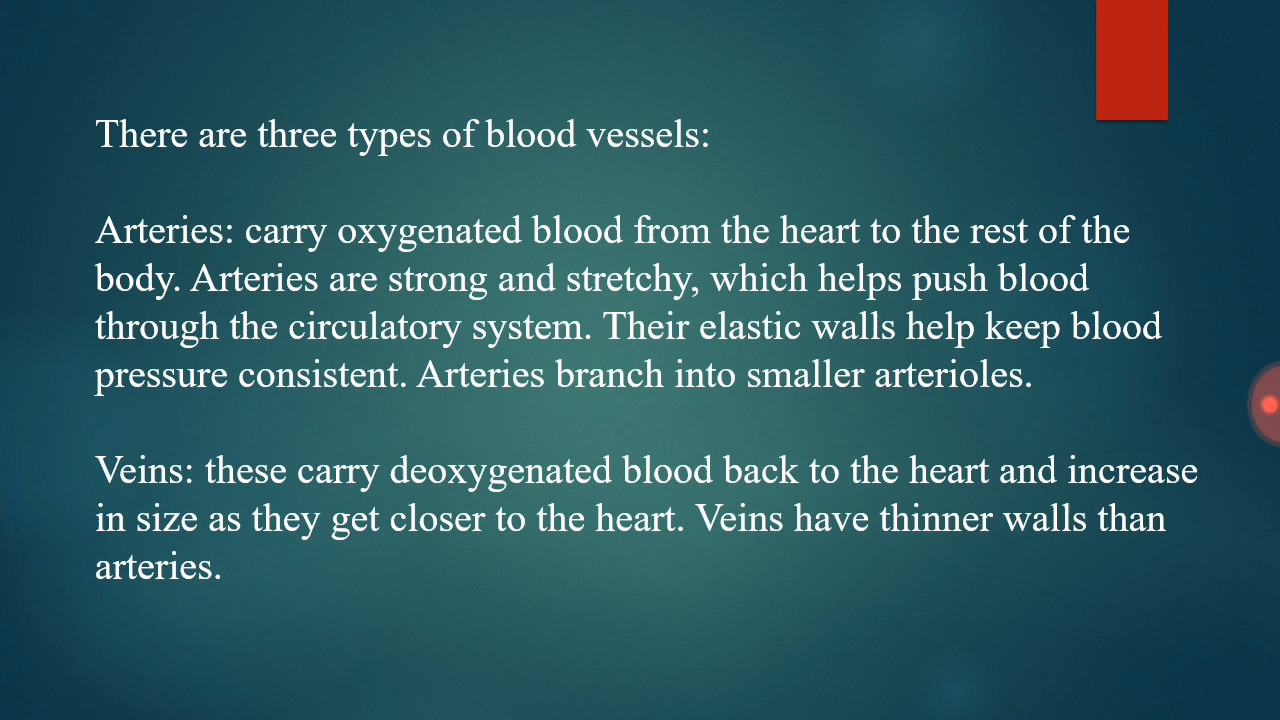 There are three types of blood vessels:
Arteries: carry oxygenated blood from the heart to the rest of the
body. Arteries are strong and stretchy, which helps push blood
through the circulatory system. Their elastic walls help keep blood
pressure consistent. Arteries branch into smaller arterioles.
Veins: these carry deoxygenated blood back to the heart and increase
in size as they get closer to the heart. Veins have thinner walls than
arteries.